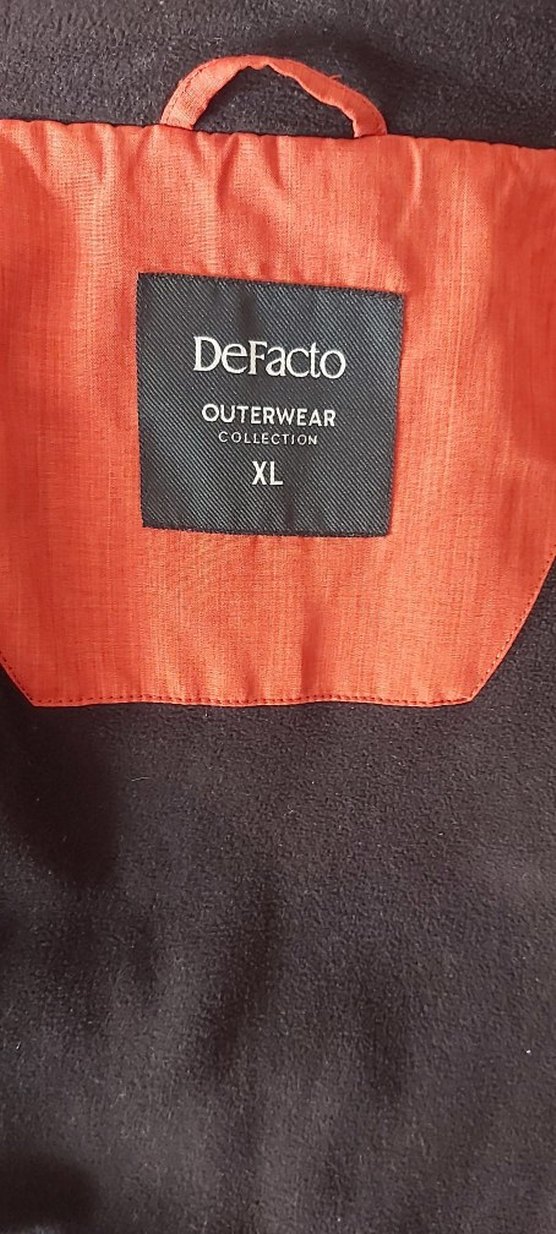 DeFacto
OUTERWEAR
COLLECTION
XL